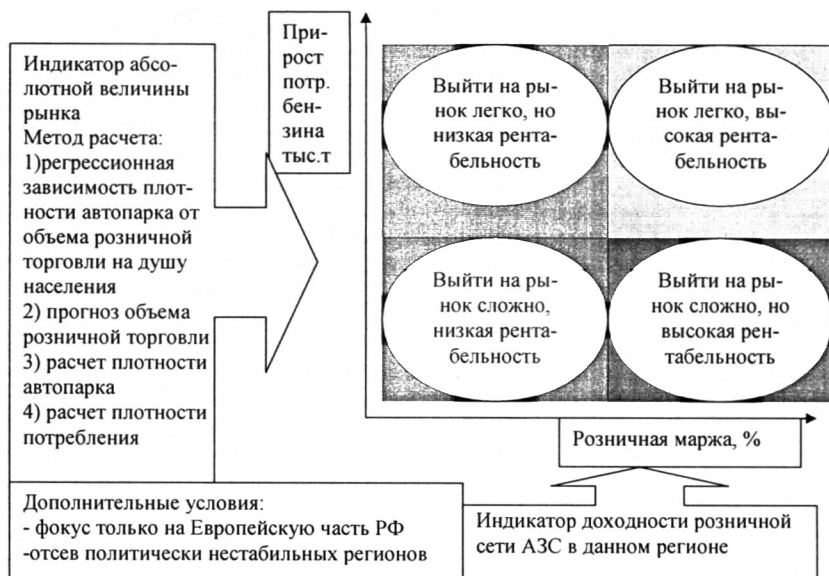 Индикатор абсо-
лютной величины
рынка
Метод расчета:
1)регрессионная
зависимость плот-
ности автопарка от
объема розничной
торговли на душу
населения
2) прогноз объема
розничной торговли
3) расчет плотности
автопарка
4) расчет плотности
потребления
При-
рост
потр.
бен-
зина
тыс.т
Выйти на ры-
нок легко, но
низкая рента-
бельность
Выйти на ры-
нок легко, вы-
сокая рента-
бельность
Выйти на ры-
нок сложно,
низкая рента-
бельность
Выйти на ры-
нок сложно, но
высокая рен-
табельность
Розничная маржа, %
Дополнительные условия:
- фокус только на Европейскую часть РФ
-отсев политически нестабильных регионов
Индикатор доходности розничной
сети АЗС в данном регионе